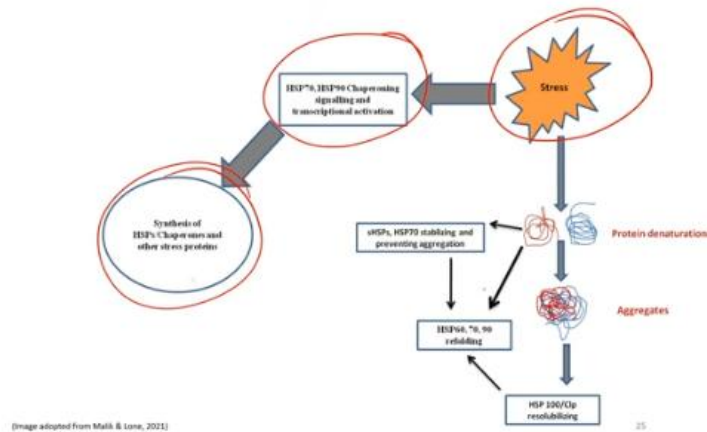 HSP70, HSP90 Chaperoning
signalling and
transcriptional activation
Stress
Synthesis of
HSPs/Chaperones and
other stress proteins
sHSPs, HSP70 stablizing and
preventing aggregation
Protein denaturation
Aggregates
HSP60, 70, 90
refolding
HSP 100/Clp
resolubilizing
(Image adopted from Malik & Lone, 2021)
25